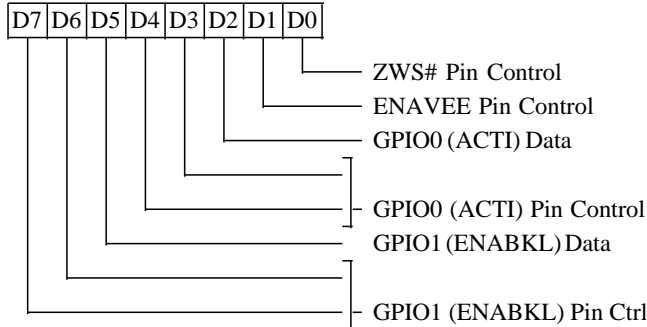 D7 D6 D5 D4 D3 D2 D1 D0
ZWS# Pin Control
ENAVEE Pin Control
GPIO0 (ACTI) Data
GPIO0 (ACTI) Pin Control
GPIO1 (ENABKL) Data
GPIO1 (ENABKL) Pin Ctrl